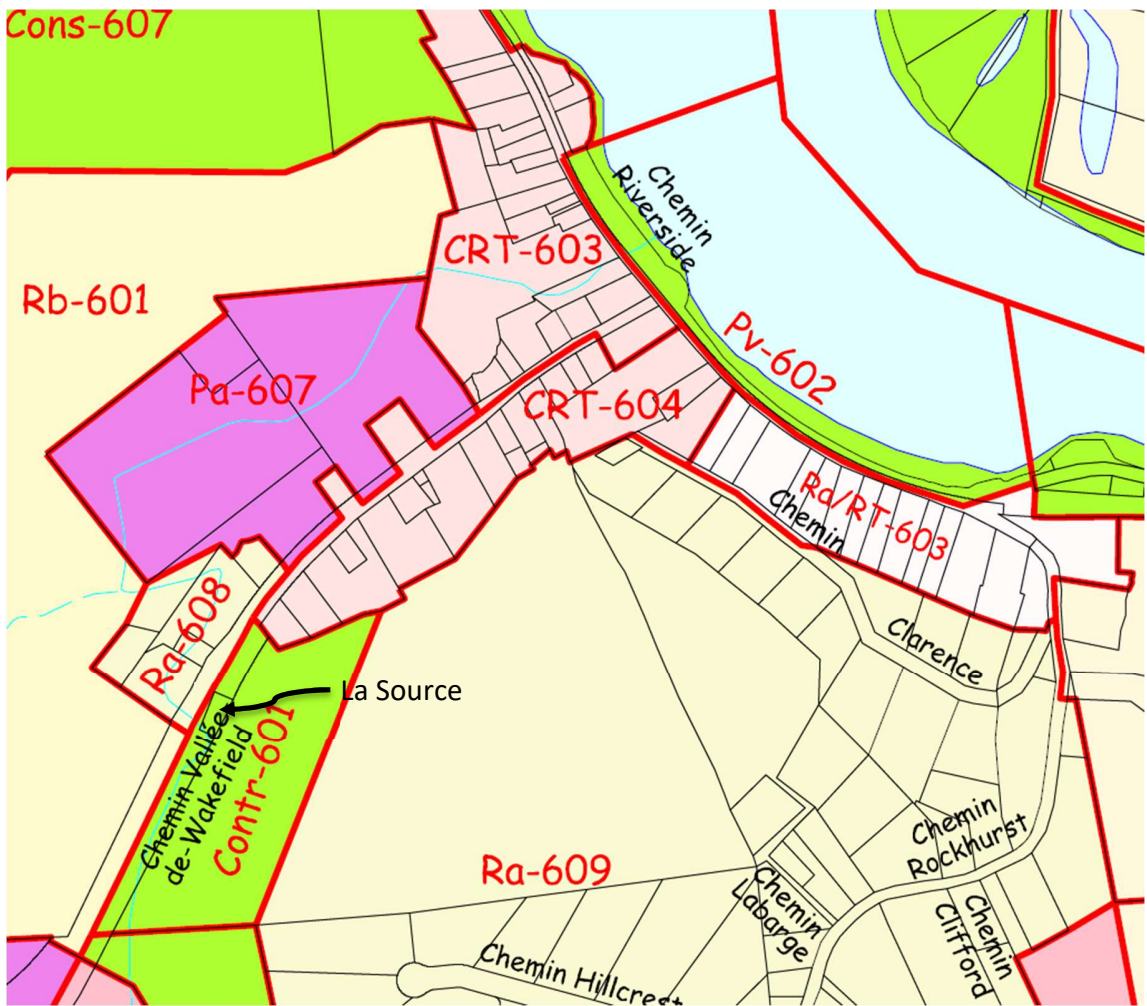 Cons-607
Chemin
Riverside
CRT-603
Rb-601
Pv-602
Pa-607
CRT-604
Ra/RT-603
Chemin
Ra-608
Clarence
La Source
Chemin Vallée
de-Wakefield
Contr-601
Chemin
Rockhurst
Ra-609
Chemin
Labarge
Chemin
Clifford
Chemin Hillcrest